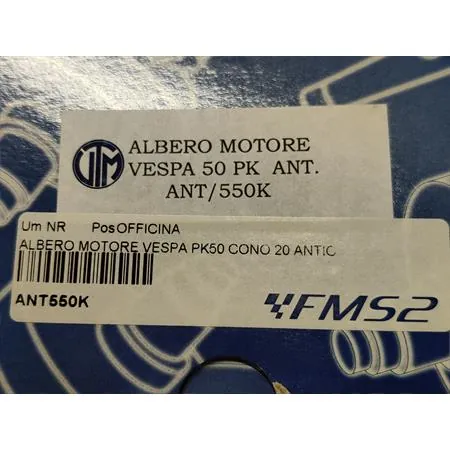 UTM
ALBERO MOTORE
VESPA 50 PK ANT.
ANT/550K
Um NR PosOFFICINA
ALBERO MOTORE VESPA PK50 CONO 20 ANTIC
ANT550K
FMS2